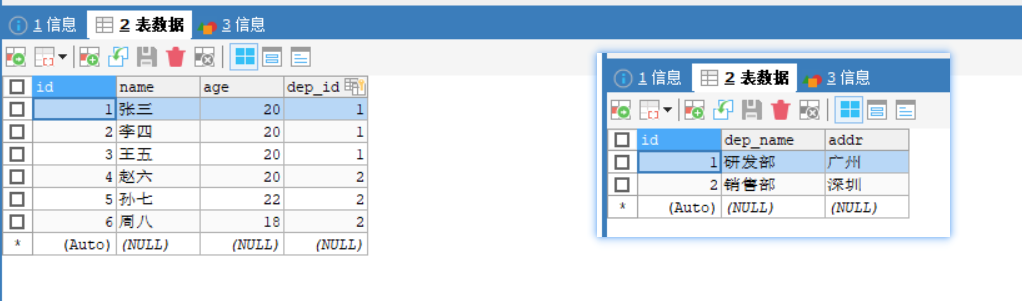 1 信息 2 表数据 3 信息
id name age dep_id
1 张三 20 1
2 李四 20 1
3 王五 20 1
4 赵六 20 2
5 孙七 22 2
6 周八 18 2
* (Auto) (NULL) (NULL) (NULL)
1 信息 2 表数据 3 信息
id dep_name addr
1 研发部 广州
2 销售部 深圳
* (Auto) (NULL) (NULL)